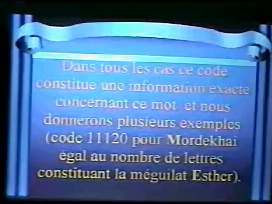 Dans tous les cas ce code
constitue une information exacte
concernant ce mot et nous
donnerons plusieurs exemples
(code 11120 pour Mordekhai
égal au nombre de lettres
constituant la méguilat Esther).